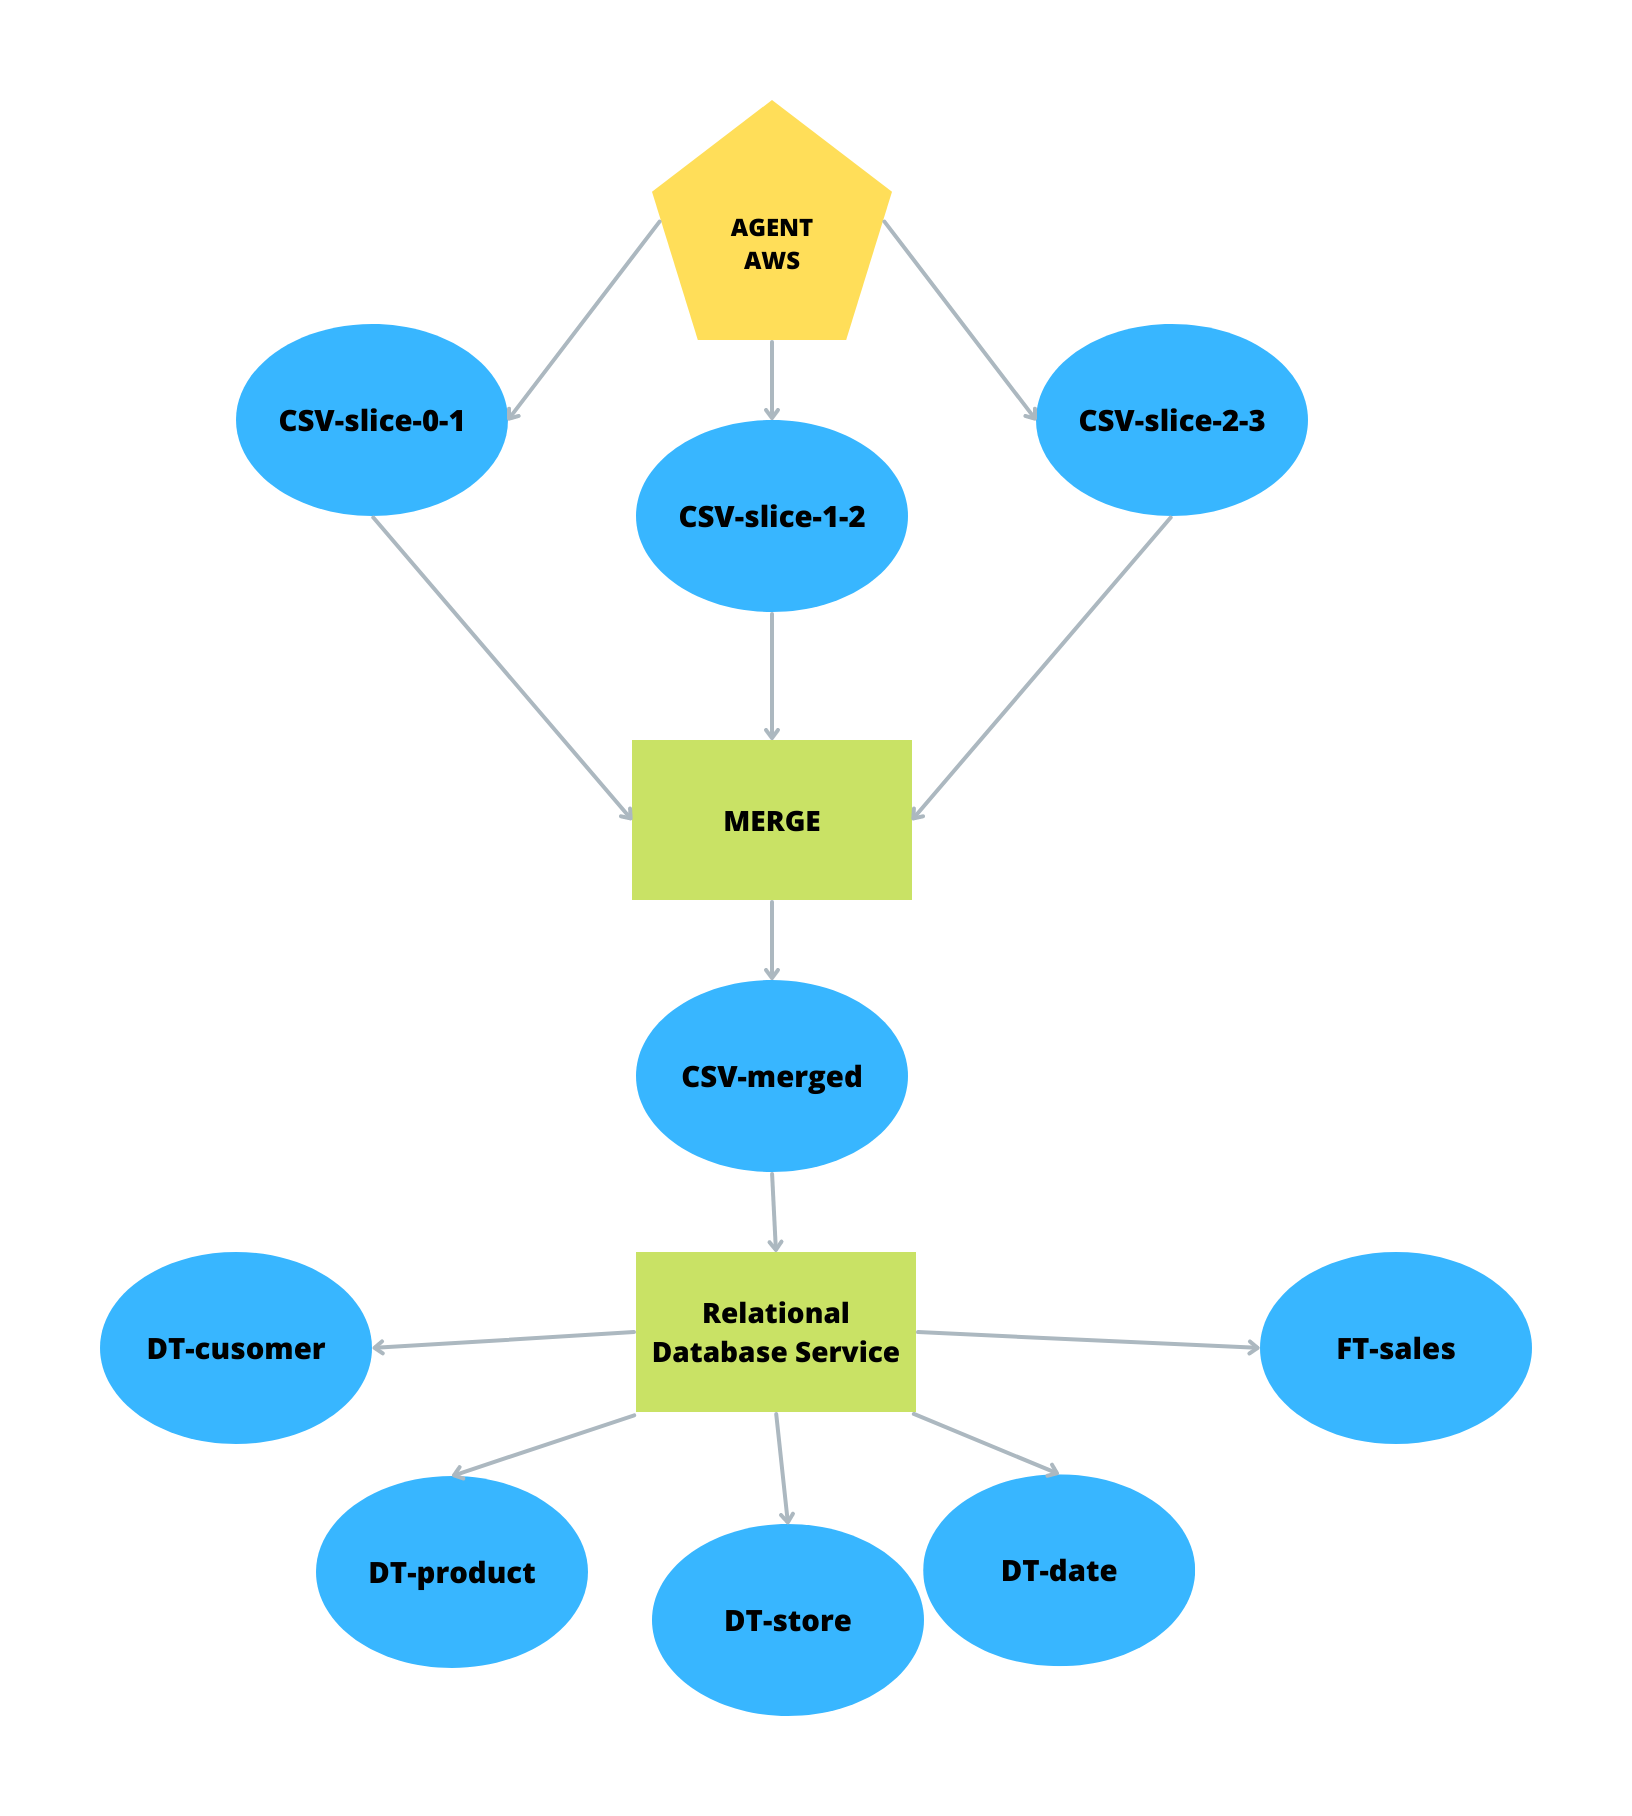 AGENT
AWS
CSV-slice-0-1
CSV-slice-2-3
CSV-slice-1-2
MERGE
CSV-merged
Relational
Database Service
DT-cusomer
FT-sales
DT-product
DT-store
DT-date